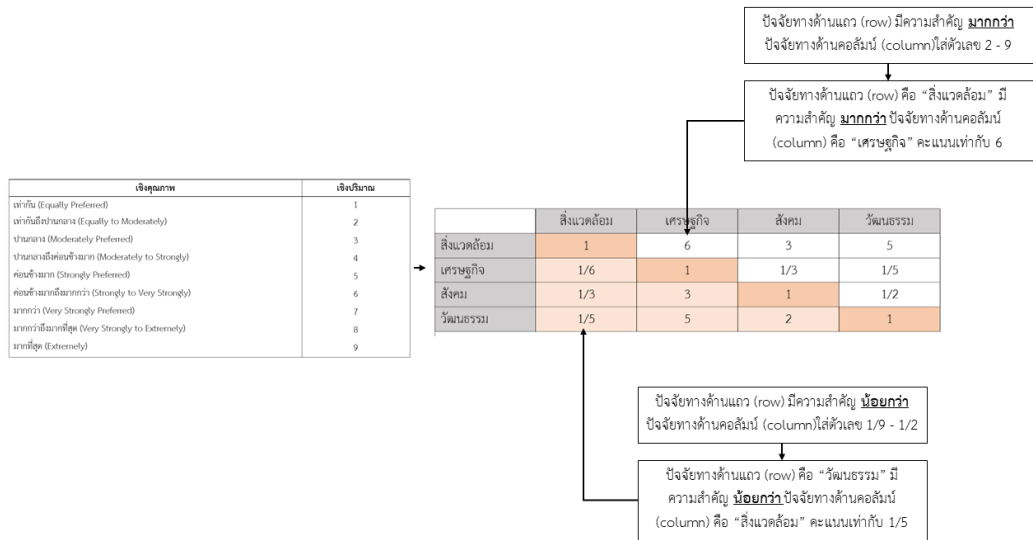 ปัจจัยทางด้านแถว (row) มีความสำคัญ มากกว่า
ปัจจัยทางด้านคอลัมน์ (column)ใส่ตัวเลข 2 - 9
ปัจจัยทางด้านแถว (row) คือ “สิ่งแวดล้อม” มี
ความสำคัญ มากกว่า ปัจจัยทางด้านคอลัมน์
(column) คือ “เศรษฐกิจ” คะแนนเท่ากับ 6
เชิงคุณภาพ เชิงปริมาณ
เท่ากัน (Equally Preferred) 1
เท่ากันถึงปานกลาง (Equally to Moderately) 2
ปานกลาง (Moderately Preferred) 3
ปานกลางถึงค่อนข้างมาก (Moderately to Strongly) 4
ค่อนข้างมาก (Strongly Preferred) 5
ค่อนข้างมากถึงมากกว่า (Strongly to Very Strongly) 6
มากกว่า (Very Strongly Preferred) 7
มากกว่าถึงมากที่สุด (Very Strongly to Extremely) 8
มากที่สุด (Extremely) 9
สิ่งแวดล้อม เศรษฐกิจ สังคม วัฒนธรรม
สิ่งแวดล้อม 1 6 3 5
เศรษฐกิจ 1/6 1 1/3 1/5
สังคม 1/3 3 1 1/2
วัฒนธรรม 1/5 5 2 1
ปัจจัยทางด้านแถว (row) มีความสำคัญ น้อยกว่า
ปัจจัยทางด้านคอลัมน์ (column)ใส่ตัวเลข 1/9 - 1/2
ปัจจัยทางด้านแถว (row) คือ “วัฒนธรรม” มี
ความสำคัญ น้อยกว่า ปัจจัยทางด้านคอลัมน์
(column) คือ “สิ่งแวดล้อม” คะแนนเท่ากับ 1/5